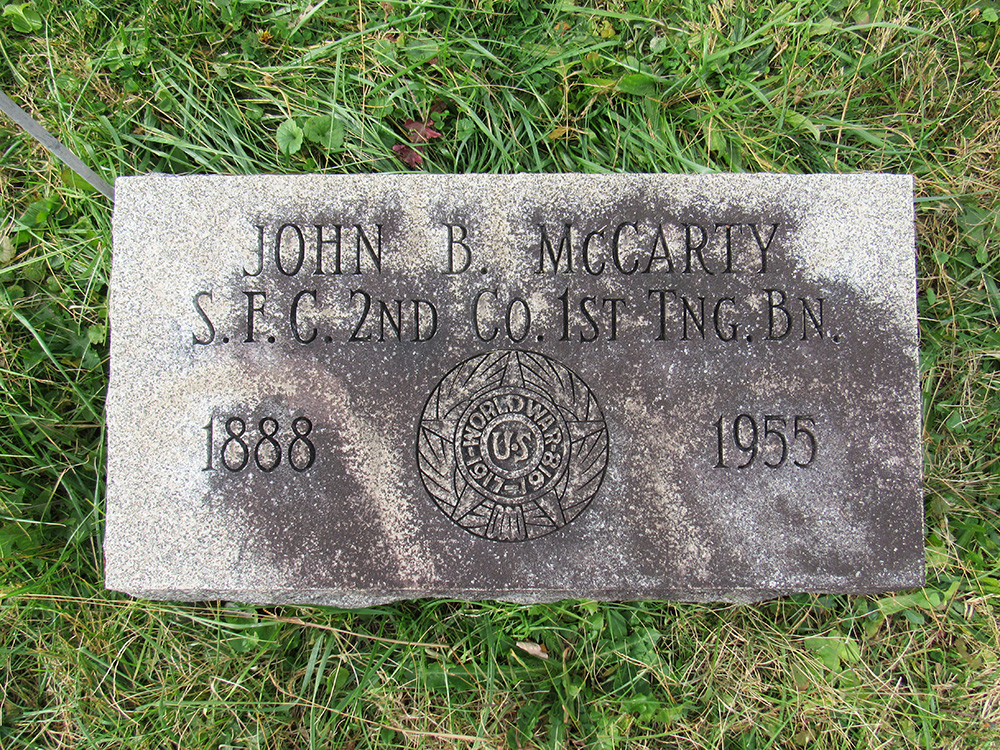 JOHN B. McCARTY
S.F.C. 2ND Co. 1ST TNG. BN.
1888
WORLD WAR
US
1917-1918
1955